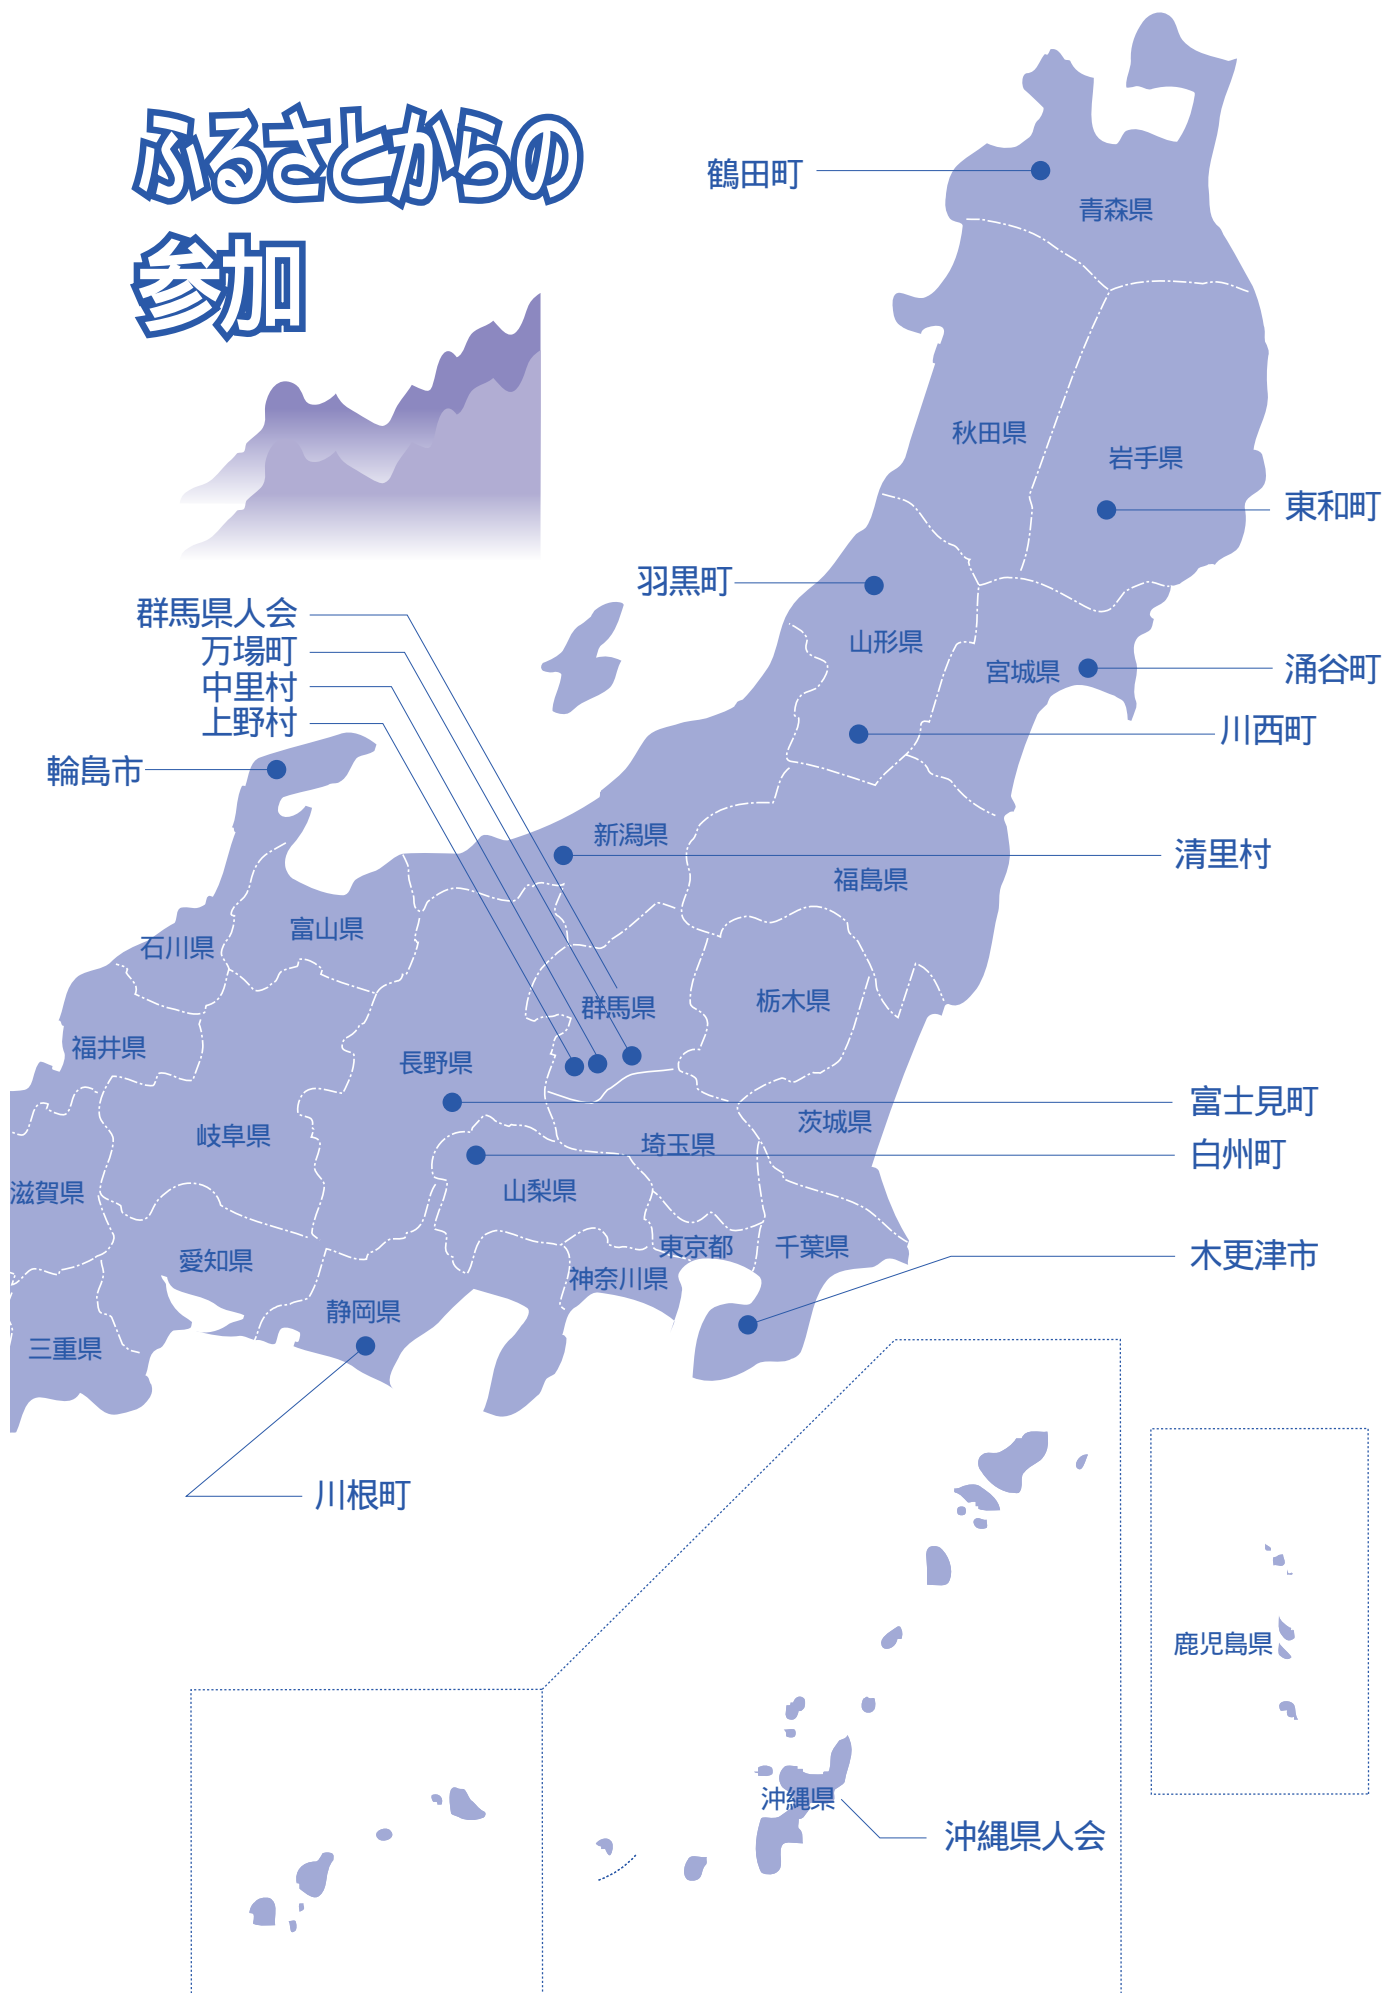 ふるさとからの
参加
鶴田町
青森県
秋田県
岩手県
東和町
羽黒町
山形県
宮城県
涌谷町
川西町
群馬県人会
万場町
中里村
上野村
輪島市
新潟県
清里村
福島県
富山県
石川県
群馬県
栃木県
福井県
長野県
富士見町
岐阜県
茨城県
埼玉県
白州町
滋賀県
山梨県
愛知県
東京都
千葉県
木更津市
神奈川県
静岡県
三重県
川根町
鹿児島県
沖縄県
沖縄県人会